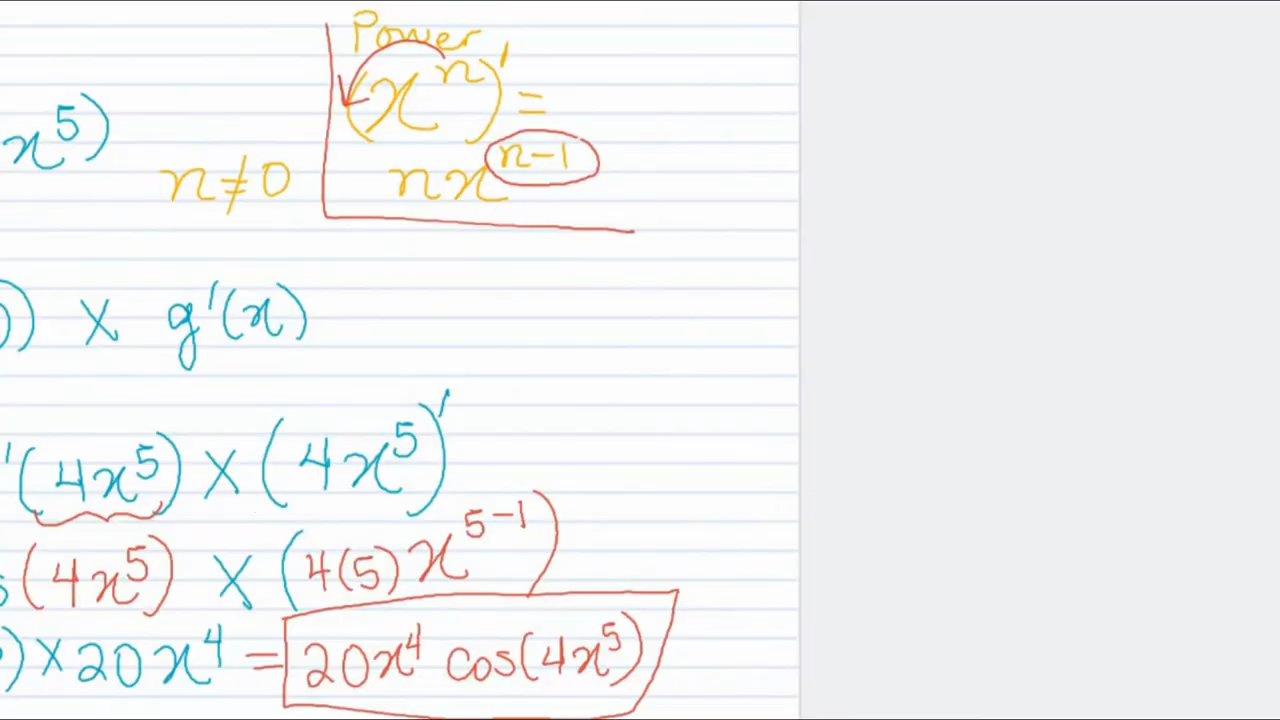 Power
(x^n)' =
x^5)
n≠0
nx^{n-1}
)) × g'(x)
'(4x^5) × (4x^5)'
s(4x^5) × (4(5)x^{5-1})
) × 20x^4 = 20x^4 cos(4x^5)